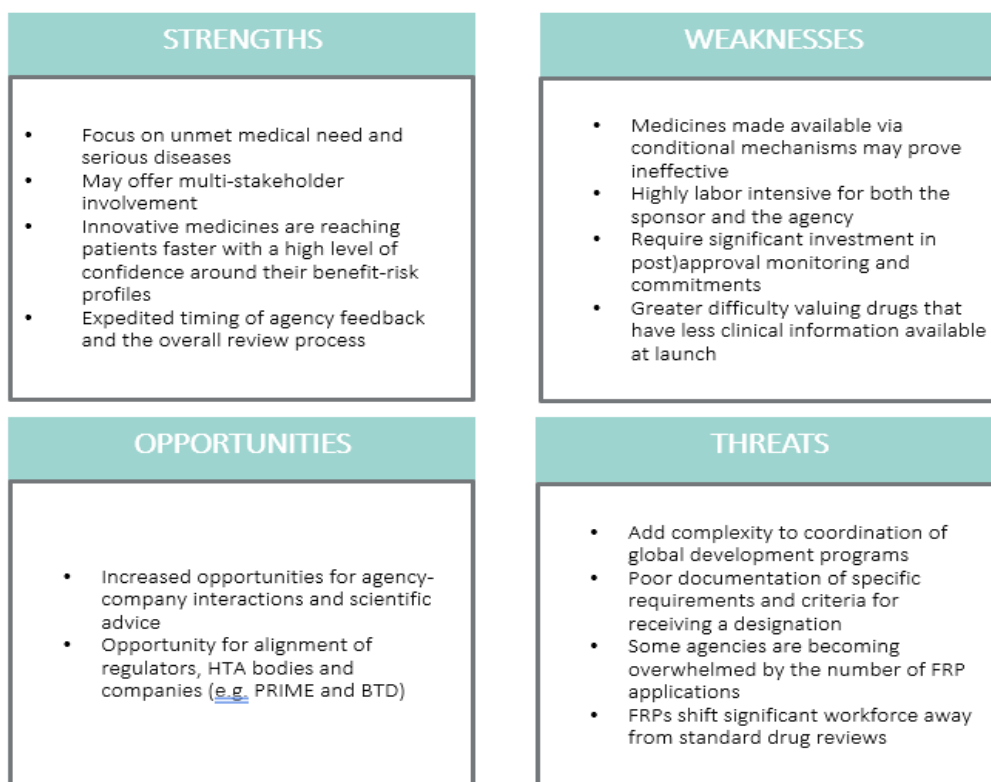 STRENGTHS
• Focus on unmet medical need and
serious diseases
• May offer multi-stakeholder
involvement
• Innovative medicines are reaching
patients faster with a high level of
confidence around their benefit-risk
profiles
• Expedited timing of agency feedback
and the overall review process
WEAKNESSES
• Medicines made available via
conditional mechanisms may prove
ineffective
• Highly labor intensive for both the
sponsor and the agency
• Require significant investment in
post)approval monitoring and
commitments
• Greater difficulty valuing drugs that
have less clinical information available
at launch
OPPORTUNITIES
• Increased opportunities for agency-
company interactions and scientific
advice
• Opportunity for alignment of
regulators, HTA bodies and
companies (e.g. PRIME and BTD)
THREATS
• Add complexity to coordination of
global development programs
• Poor documentation of specific
requirements and criteria for
receiving a designation
• Some agencies are becoming
overwhelmed by the number of FRP
applications
• FRPs shift significant workforce away
from standard drug reviews